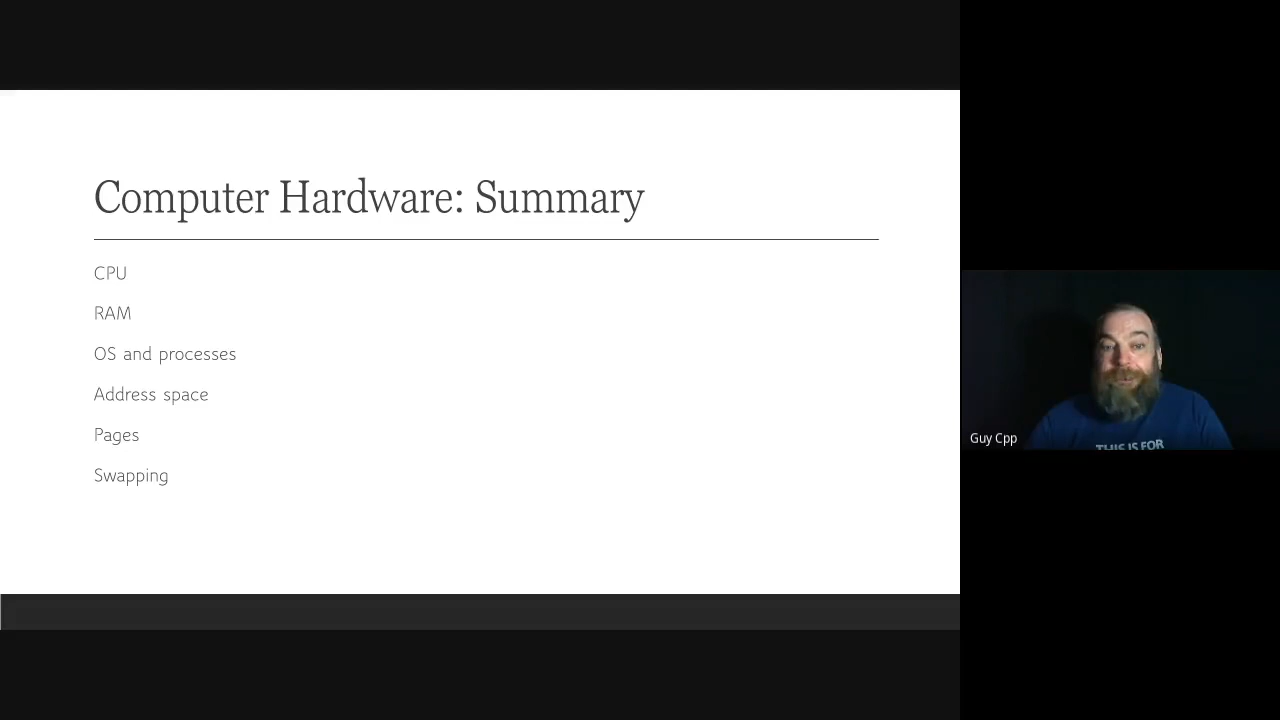 Computer Hardware: Summary
CPU
RAM
OS and processes
Address space
Pages
Swapping
Guy Cpp
THIS IS FOR